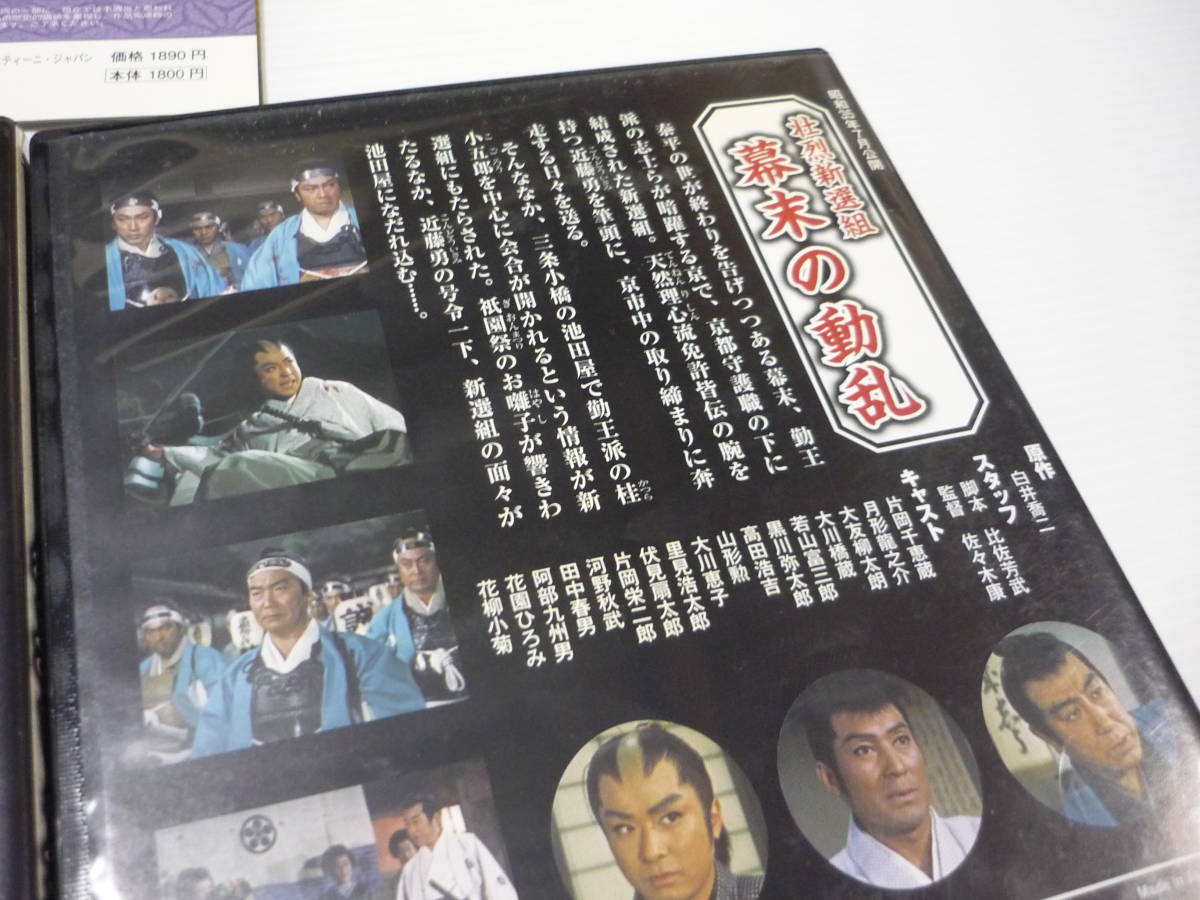 ティーニ・ジャパン 価格 1890円
本体 1800円
昭和35年7月公開
壮烈新選組
幕末の動乱
泰平の世が終わりを告げつつある幕末、勤王
派の志士らが暗躍する京で、京都守護職の下に
結成された新選組。天然理心流免許皆伝の腕を
持つ近藤勇を筆頭に、京市中の取り締まりに奔
走する日々を送る。
そんななか、三条小橋の池田屋で勤王派の桂
小五郎を中心に会合が開かれるという情報が新
選組にもたらされた。祇園祭のお囃子が響きわ
たるなか、近藤勇の号令一下、新選組の面々が
池田屋になだれ込む……。
原作
白井喬二
スタッフ
脚本 比佐芳武
監督 佐々木康
キャスト
片岡千恵蔵
月形龍之介
大友柳太朗
大川橋蔵
若山富三郎
黒川弥太郎
高田浩吉
山形勲
大川恵子
里見浩太郎
伏見扇太郎
片岡栄二郎
河野秋武
田中春男
阿部九州男
花園ひろみ
花柳小菊
Made in